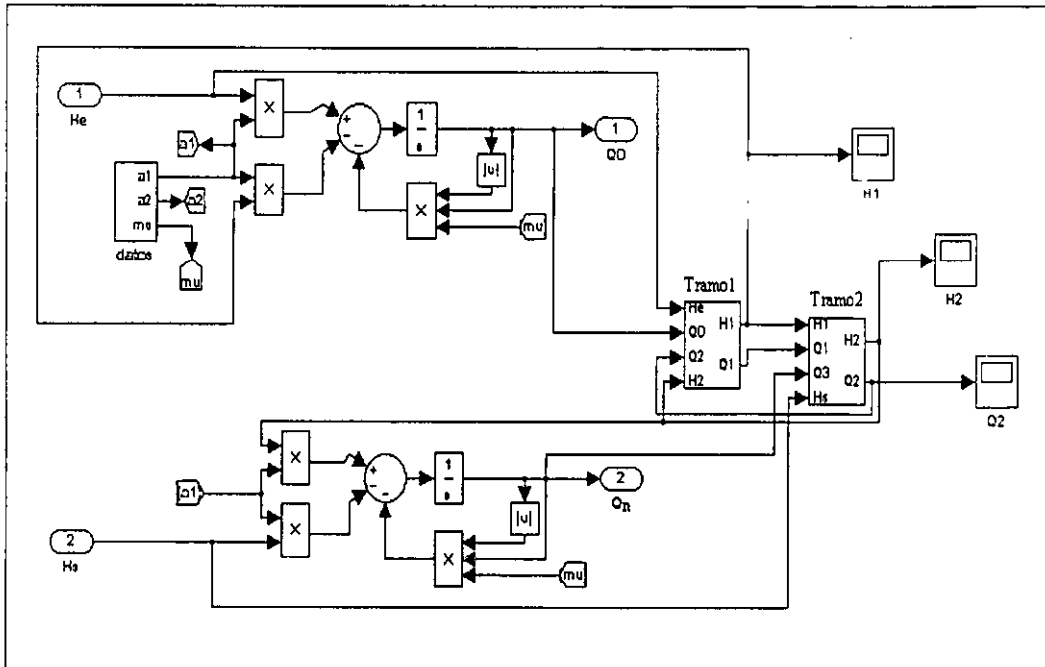 1
He
×
+
-
-
1
s
1
Q0
|u|
×
mu
a1
a1
a2
mu
datos
a2
mu
×
H1
H2
Q2
Tramo1
He
Q0
Q2
H2
H1
Q1
Tramo2
H1
Q1
Q3
Hs
H2
Q2
a1
2
Hs
×
×
+
-
-
1
s
|u|
×
mu
2
Qn